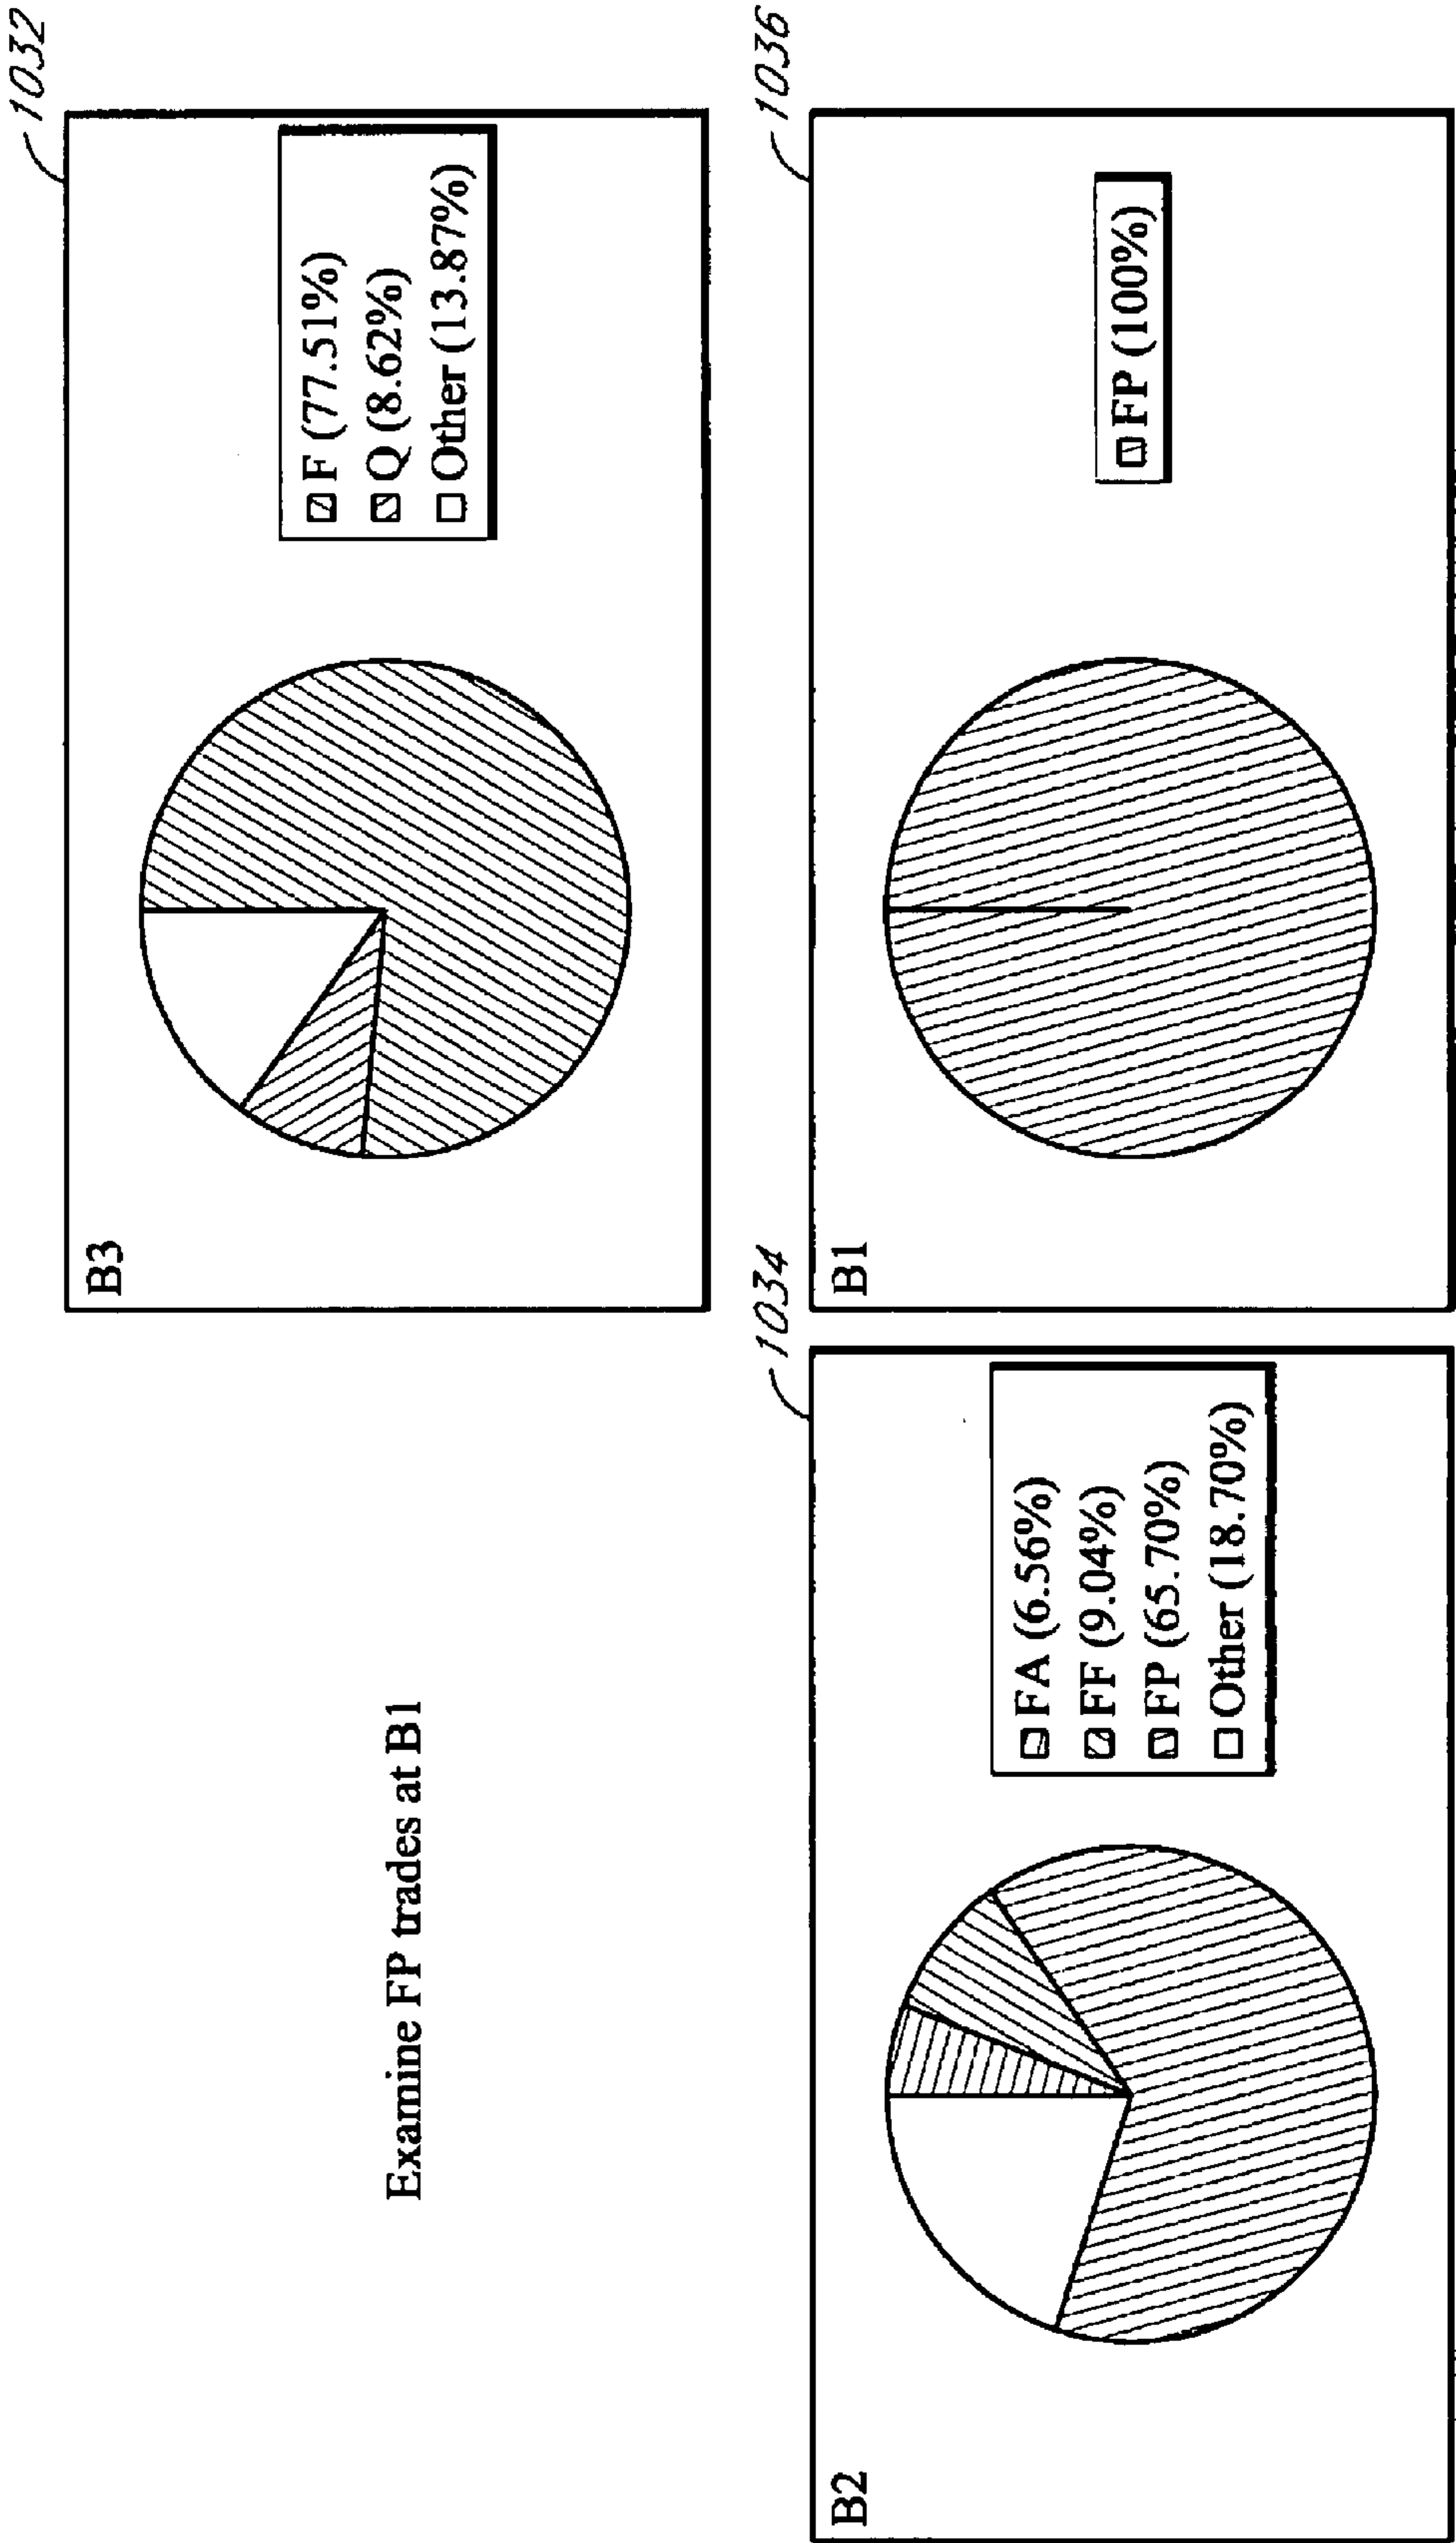 Examine FP trades at B1
1032
B3
F (77.51%)
Q (8.62%)
Other (13.87%)
1034
B2
FA (6.56%)
FF (9.04%)
FP (65.70%)
Other (18.70%)
1036
B1
FP (100%)